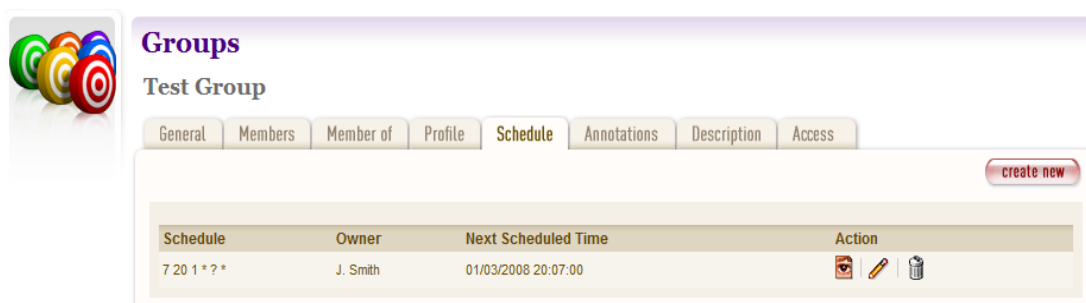 Groups
Test Group
General Members Member of Profile Schedule Annotations Description Access
create new
Schedule Owner Next Scheduled Time Action
7 20 1 * ? * J. Smith 01/03/2008 20:07:00